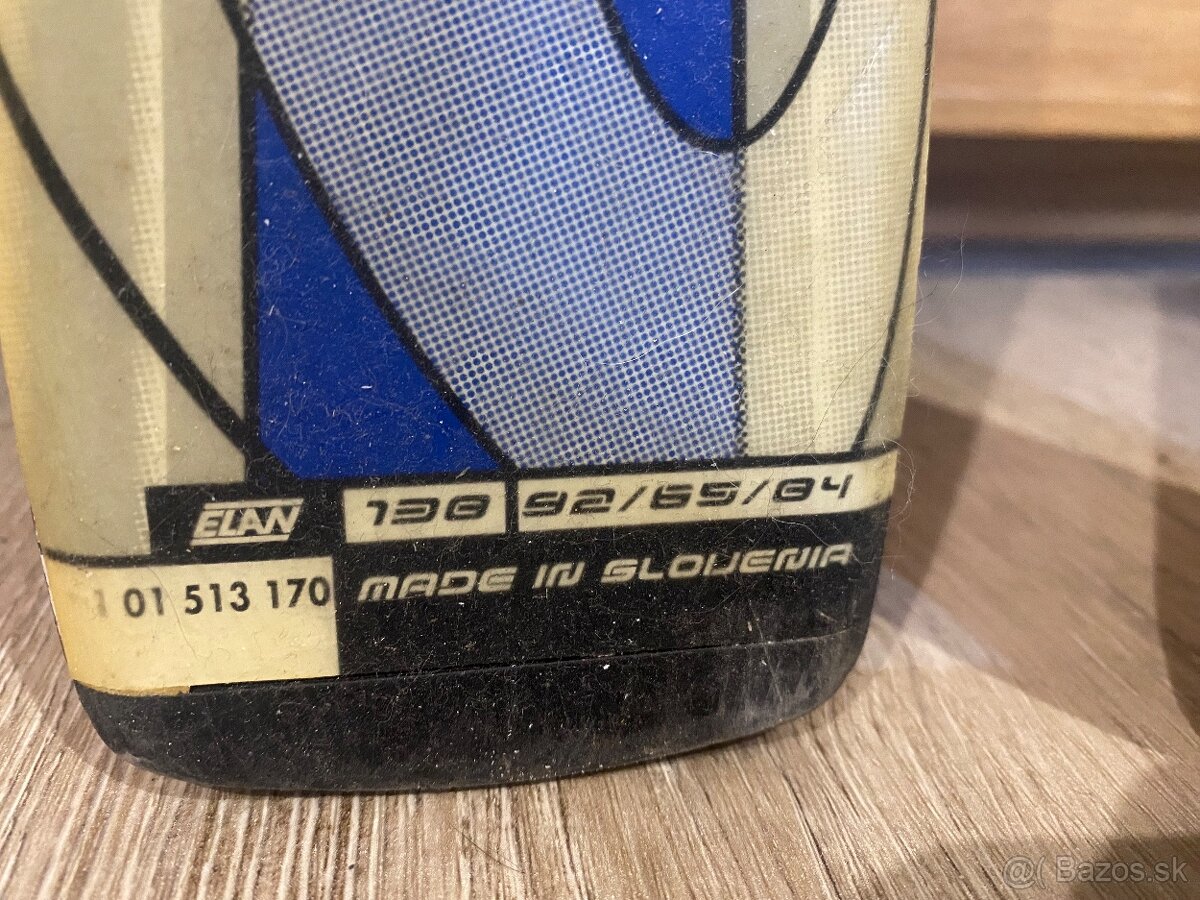 ELAN 130 92/65/84
01 513 170 MADE IN SLOVENIA
@( Bazos.sk